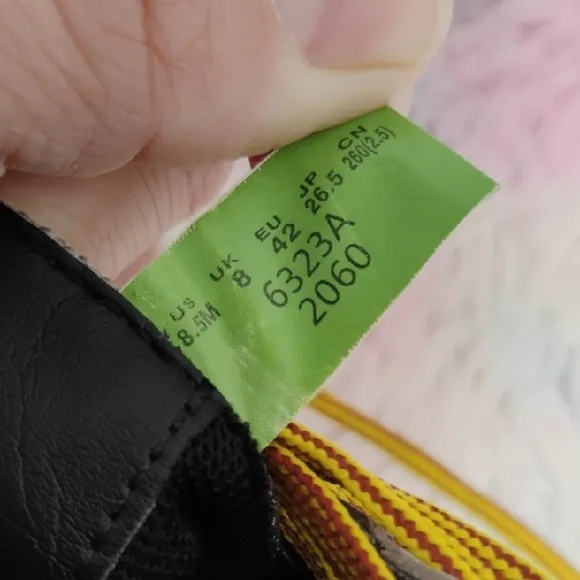 US UK EU JP CN
8.5M 8 42 26.5 260(2.5)
6323A
2060